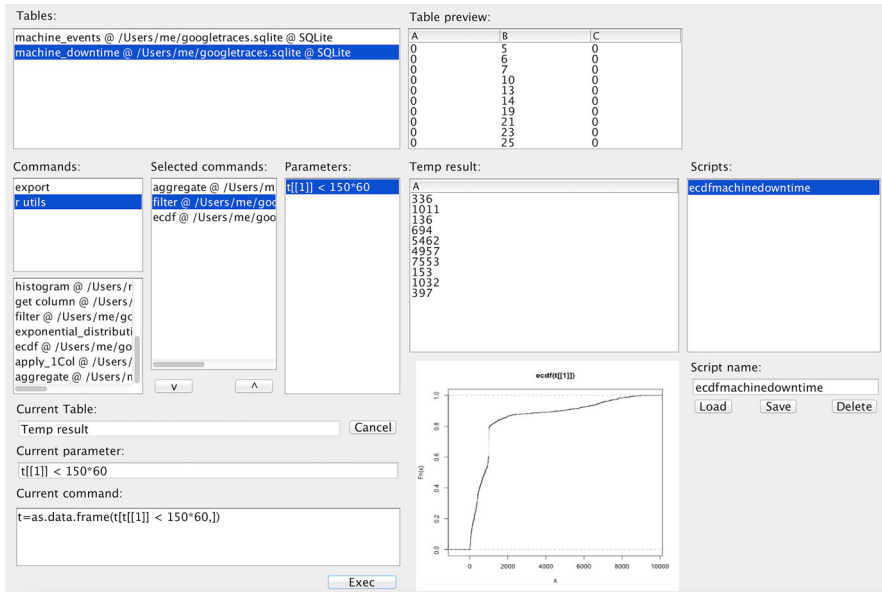 Tables:
machine_events @ /Users/me/googletraces.sqlite @ SQLite
machine_downtime @ /Users/me/googletraces.sqlite @ SQLite
Table preview:
A B C
0 5 0
0 6 0
0 7 0
0 10 0
0 13 0
0 14 0
0 19 0
0 21 0
0 23 0
0 25 0
Commands:
export
r utils
histogram @ /Users/r
get column @ /Users/
filter @ /Users/me/gc
exponential_distributi
ecdf @ /Users/me/go
apply_1Col @ /Users/
aggregate @ /Users/n
Selected commands:
aggregate @ /Users/m
filter @ /Users/me/goo
ecdf @ /Users/me/goo
v ^
Parameters:
t[[1]] < 150*60
Temp result:
A
336
1011
136
694
5462
4957
7553
153
1032
397
Scripts:
ecdfmachinedowntime
Script name:
ecdfmachinedowntime
Load Save Delete
Current Table:
Temp result Cancel
Current parameter:
t[[1]] < 150*60
Current command:
t=as.data.frame(t[t[[1]] < 150*60,])
Exec
ecdf(t[[1]])
Fn(x)
1.0
0.8
0.6
0.4
0.2
0.0
0 2000 4000 6000 8000 10000
x